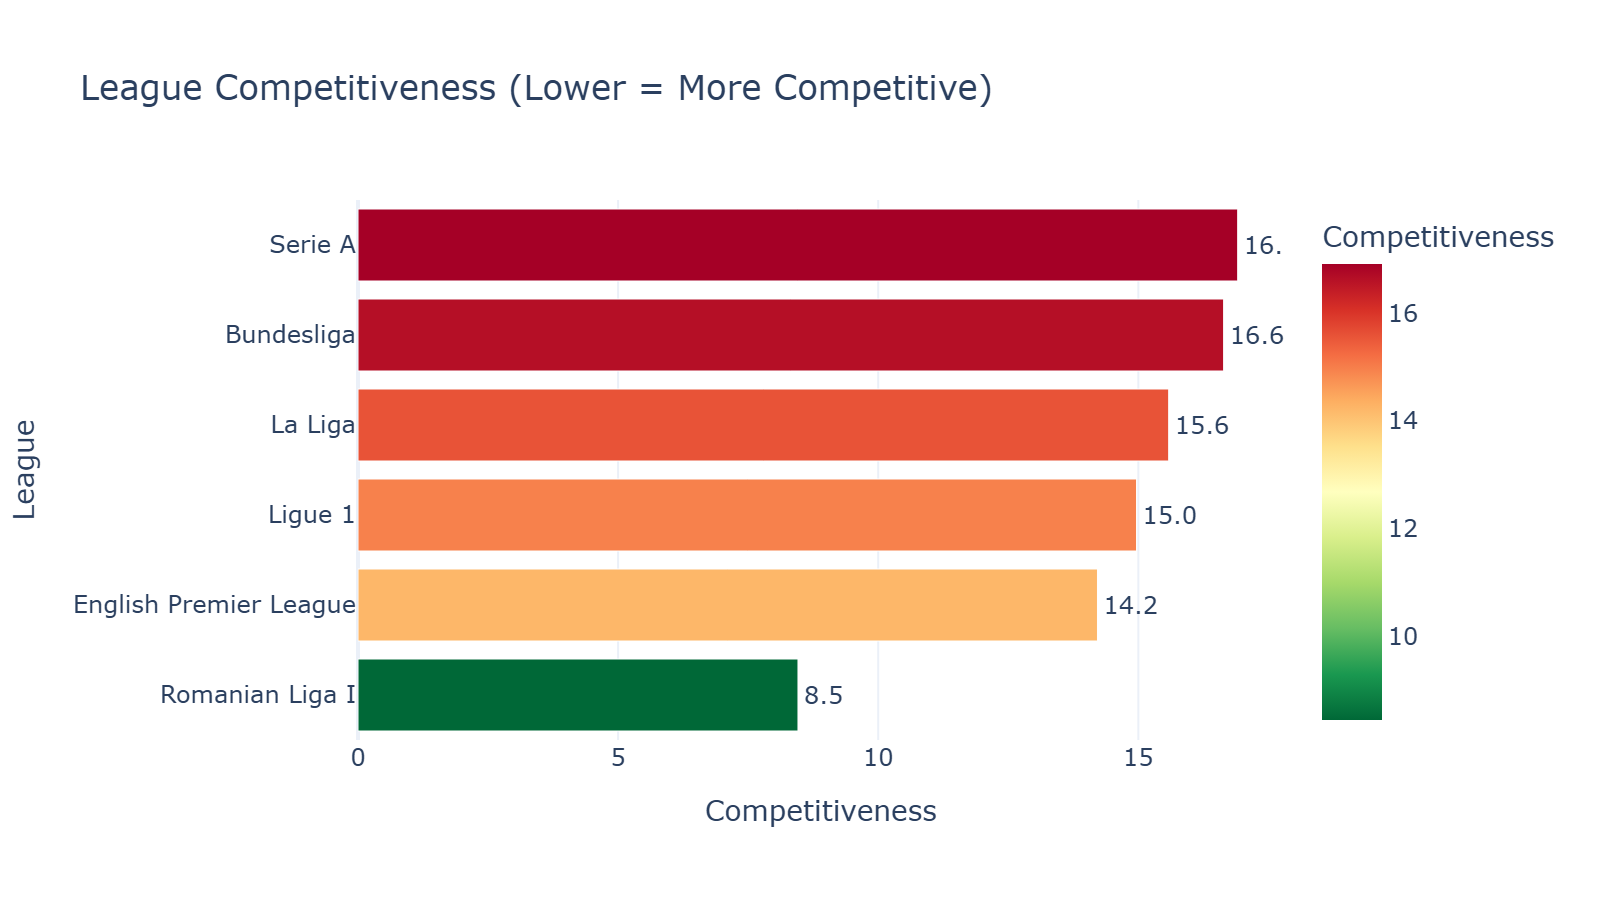 League Competitiveness (Lower = More Competitive)
Serie A
16.
Bundesliga
16.6
La Liga
15.6
Ligue 1
15.0
English Premier League
14.2
Romanian Liga I
8.5
League
0
5
10
15
Competitiveness
Competitiveness
16
14
12
10